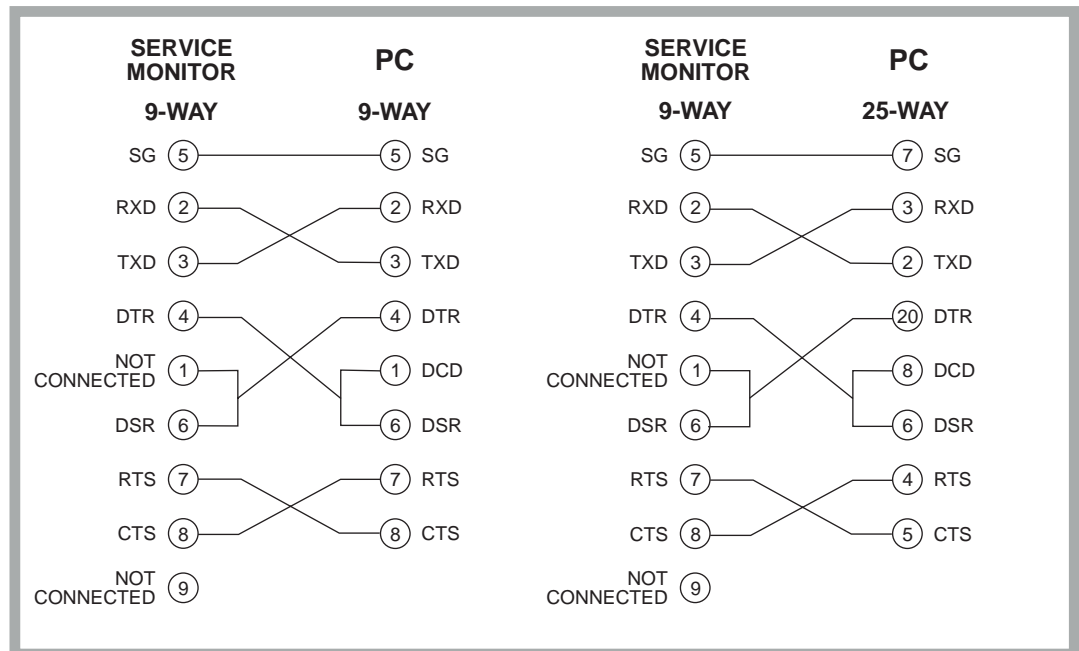 SERVICE
MONITOR
PC
9-WAY
9-WAY
SG 5 5 SG
RXD 2 2 RXD
TXD 3 3 TXD
DTR 4 4 DTR
NOT
CONNECTED 1 1 DCD
DSR 6 6 DSR
RTS 7 7 RTS
CTS 8 8 CTS
NOT
CONNECTED 9
SERVICE
MONITOR
PC
9-WAY
25-WAY
SG 5 7 SG
RXD 2 3 RXD
TXD 3 2 TXD
DTR 4 20 DTR
NOT
CONNECTED 1 8 DCD
DSR 6 6 DSR
RTS 7 4 RTS
CTS 8 5 CTS
NOT
CONNECTED 9